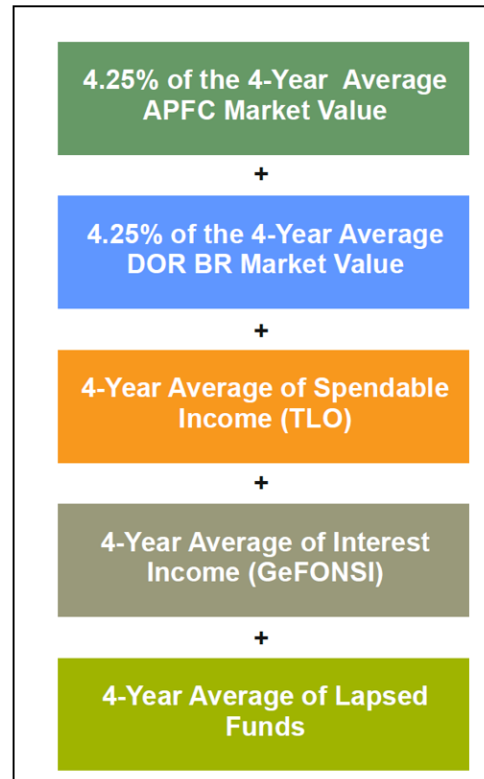 4.25% of the 4-Year Average
APFC Market Value
+
4.25% of the 4-Year Average
DOR BR Market Value
+
4-Year Average of Spendable
Income (TLO)
+
4-Year Average of Interest
Income (GeFONSI)
+
4-Year Average of Lapsed
Funds